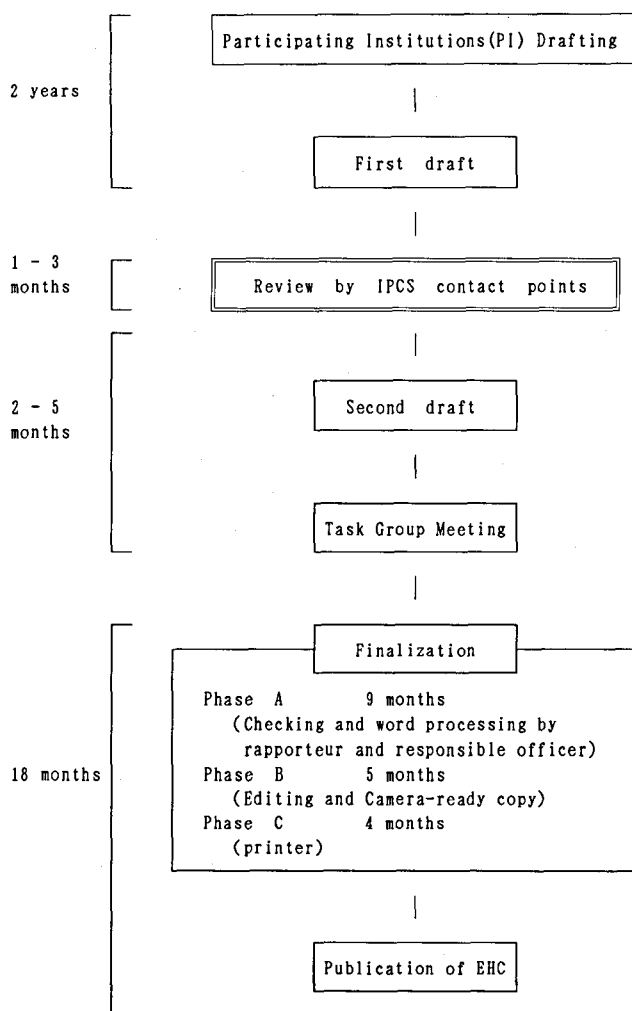 Participating Institutions(PI) Drafting
2 years
First draft
1 - 3
months
Review by IPCS contact points
2 - 5
months
Second draft
Task Group Meeting
Finalization
Phase A 9 months
(Checking and word processing by
rapporteur and responsible officer)
18 months
Phase B 5 months
(Editing and Camera-ready copy)
Phase C 4 months
(printer)
Publication of EHC